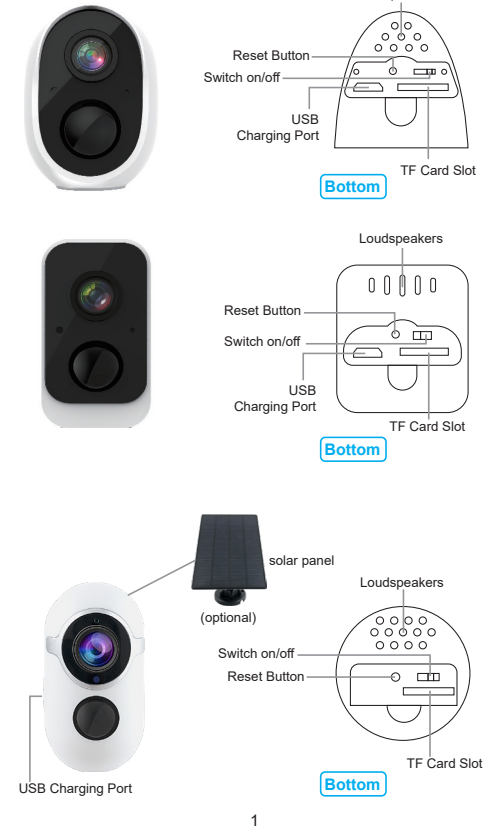 Reset Button
Switch on/off
USB
Charging Port
TF Card Slot
Bottom
Loudspeakers
Reset Button
Switch on/off
USB
Charging Port
TF Card Slot
Bottom
solar panel
(optional)
Loudspeakers
Switch on/off
Reset Button
TF Card Slot
USB Charging Port
Bottom
1